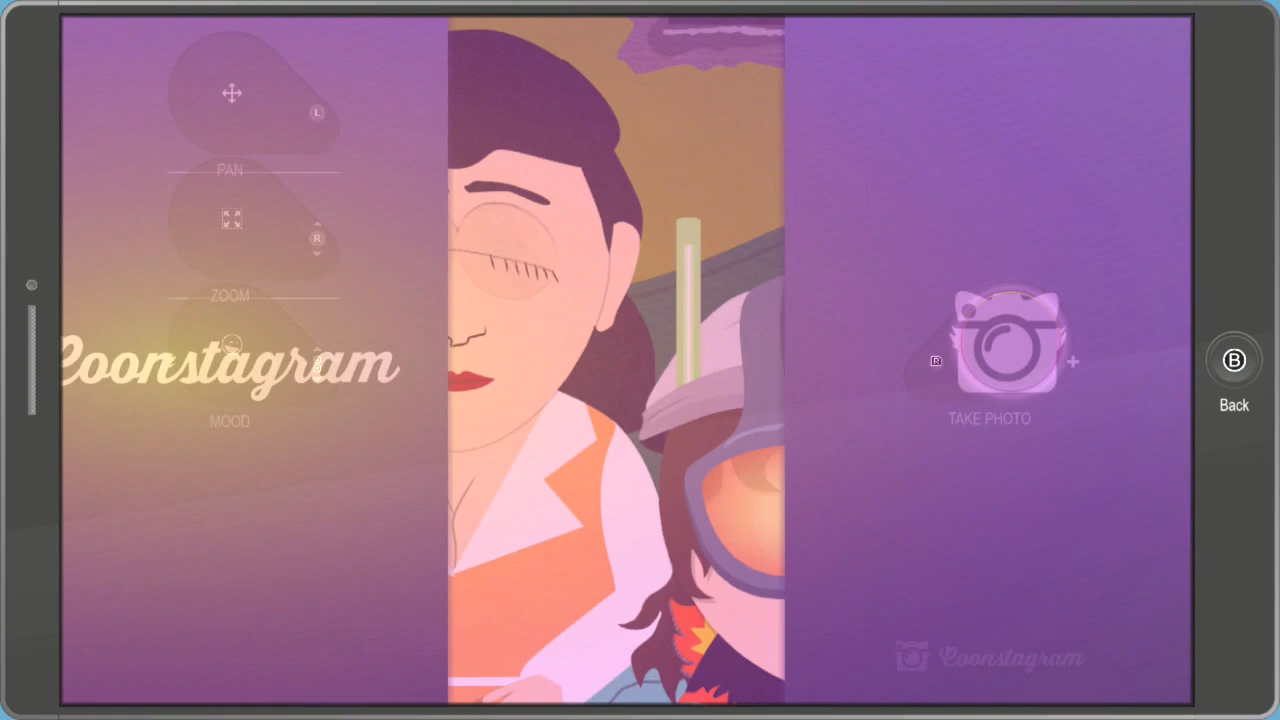 L
PAN
R
ZOOM
Coonstagram
MOOD
R
+
TAKE PHOTO
B
Back
Coonstagram